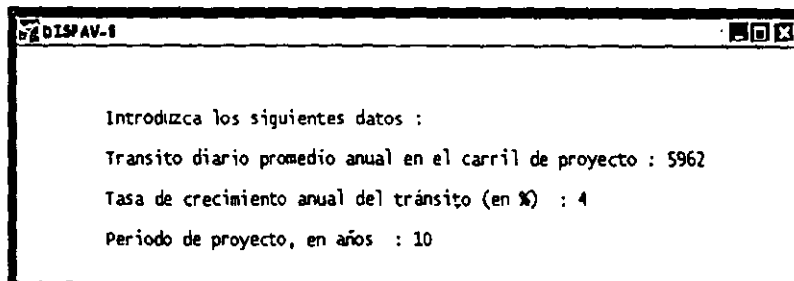 DISPAV-5
Introduzca los siguientes datos :
Transito diario promedio anual en el carril de proyecto : 5962
Tasa de crecimiento anual del tránsito (en %) : 4
Periodo de proyecto, en años : 10